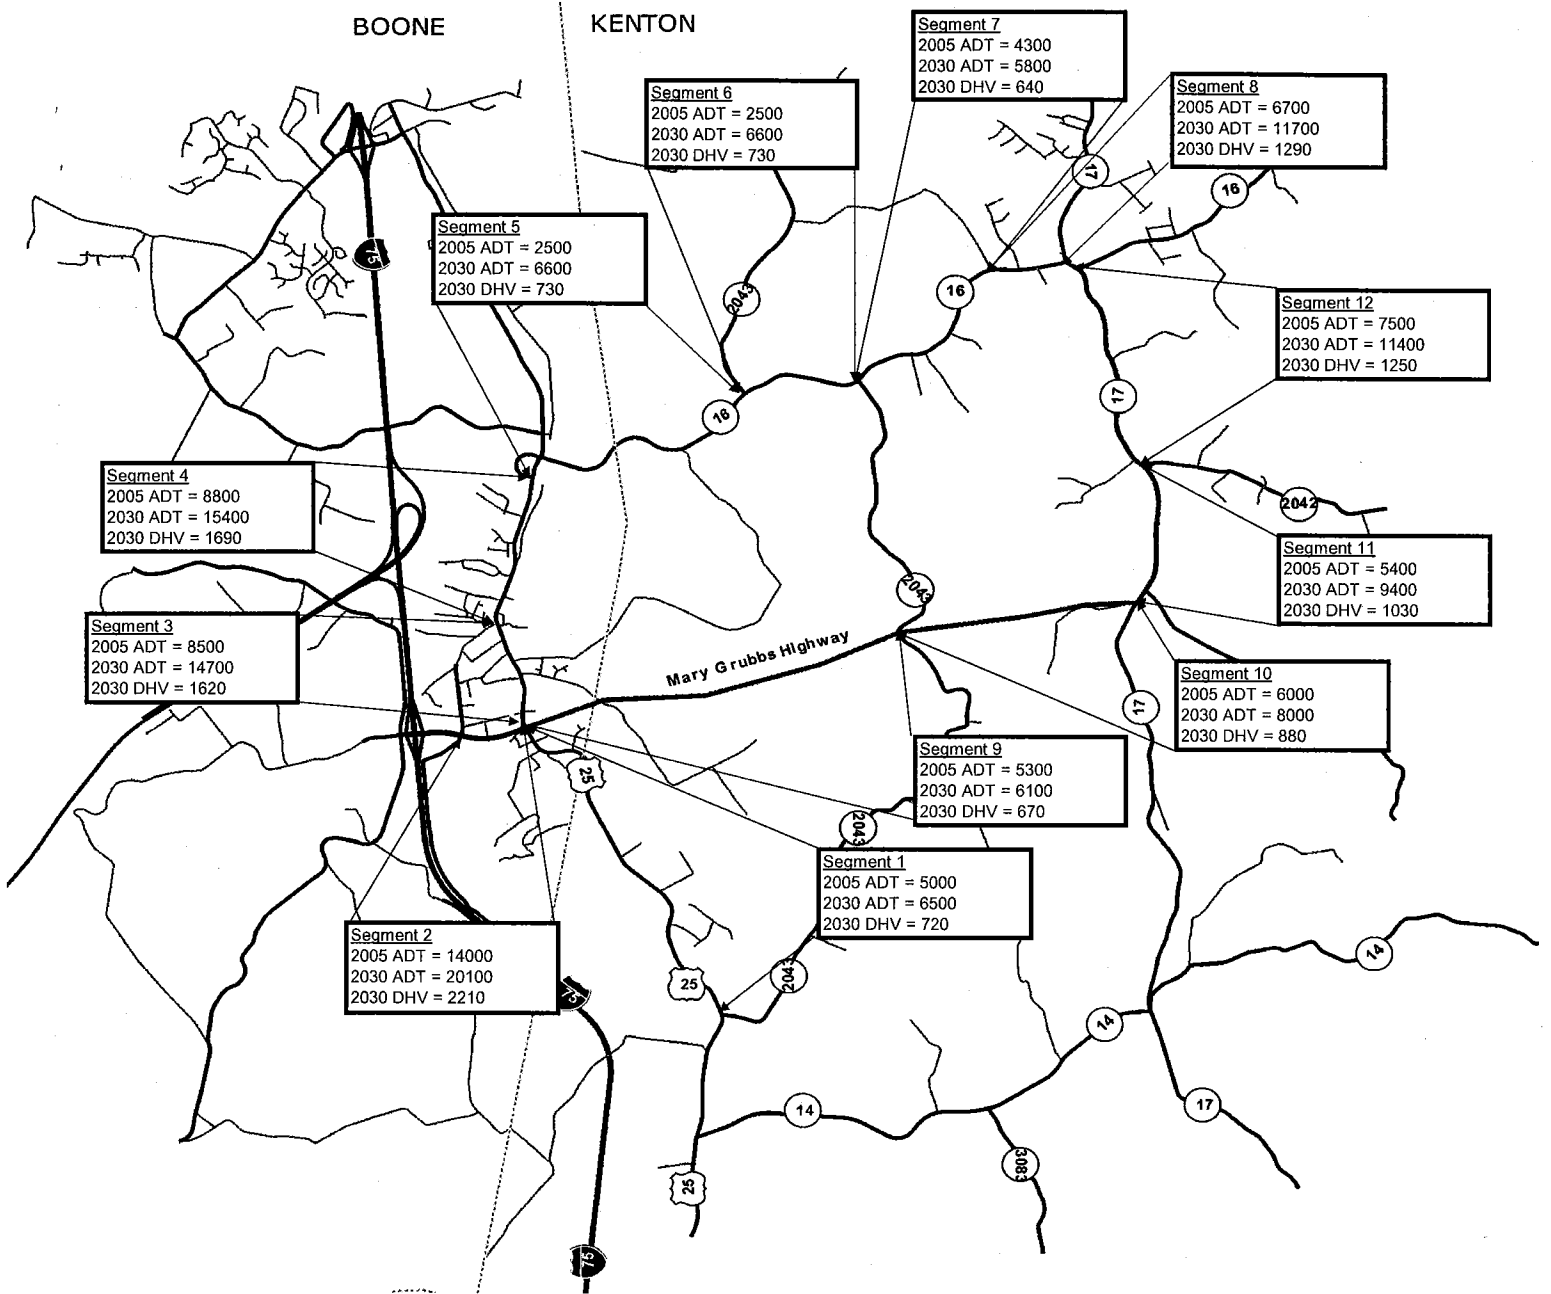 BOONE
KENTON
Segment 7
2005 ADT = 4300
2030 ADT = 5800
2030 DHV = 640
Segment 6
2005 ADT = 2500
2030 ADT = 6600
2030 DHV = 730
Segment 8
2005 ADT = 6700
2030 ADT = 11700
2030 DHV = 1290
17
16
Segment 5
2005 ADT = 2500
2030 ADT = 6600
2030 DHV = 730
75
2043
16
Segment 12
2005 ADT = 7500
2030 ADT = 11400
2030 DHV = 1250
17
16
Segment 4
2005 ADT = 8800
2030 ADT = 15400
2030 DHV = 1690
2042
Segment 11
2005 ADT = 5400
2030 ADT = 9400
2030 DHV = 1030
2043
Segment 3
2005 ADT = 8500
2030 ADT = 14700
2030 DHV = 1620
Mary Grubbs Highway
Segment 10
2005 ADT = 6000
2030 ADT = 8000
2030 DHV = 880
17
Segment 9
2005 ADT = 5300
2030 ADT = 6100
2030 DHV = 670
25
2043
Segment 1
2005 ADT = 5000
2030 ADT = 6500
2030 DHV = 720
Segment 2
2005 ADT = 14000
2030 ADT = 20100
2030 DHV = 2210
14
25
2043
75
14
14
17
3083
25
75